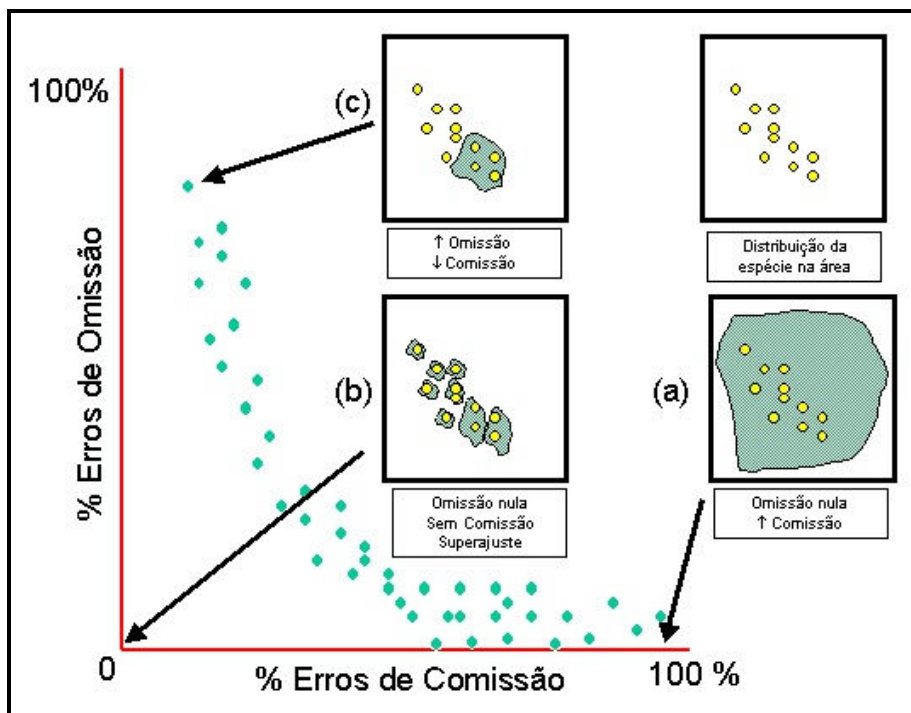 100%
(c)
↑ Omissão
↓ Comissão
Distribuição da
espécie na área
% Erros de Omissão
(b)
(a)
Omissão nula
Sem Comissão
Superajuste
Omissão nula
↑ Comissão
0
% Erros de Comissão
100 %